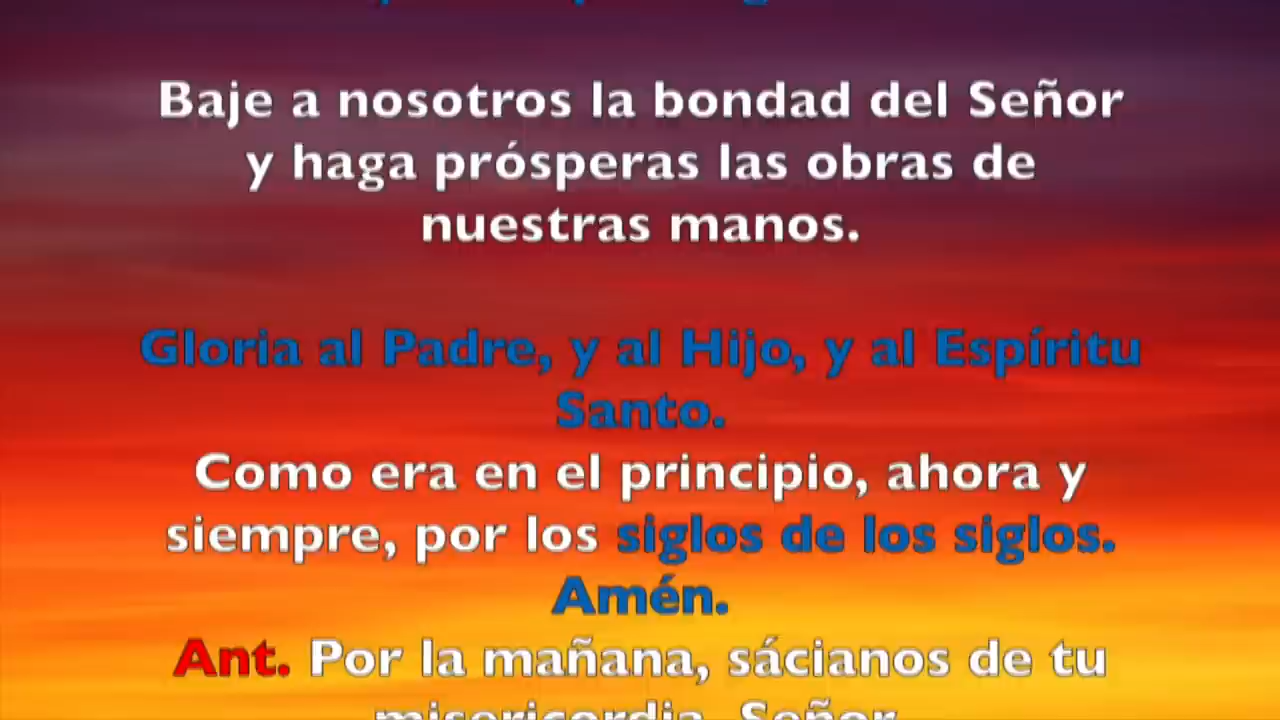 Baje a nosotros la bondad del Señor
y haga prósperas las obras de
nuestras manos.
Gloria al Padre, y al Hijo, y al Espíritu
Santo.
Como era en el principio, ahora y
siempre, por los siglos de los siglos.
Amén.
Ant. Por la mañana, sácianos de tu
misericordia, Señor